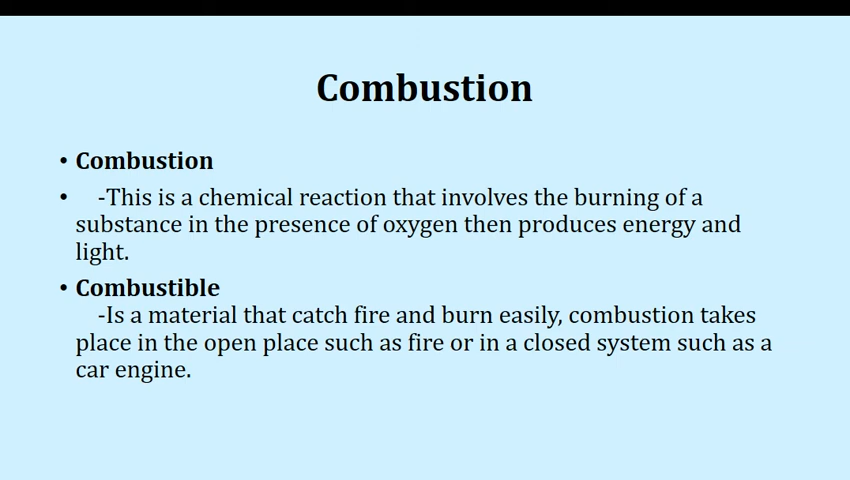 Combustion
• Combustion
• -This is a chemical reaction that involves the burning of a
substance in the presence of oxygen then produces energy and
light.
• Combustible
-Is a material that catch fire and burn easily, combustion takes
place in the open place such as fire or in a closed system such as a
car engine.